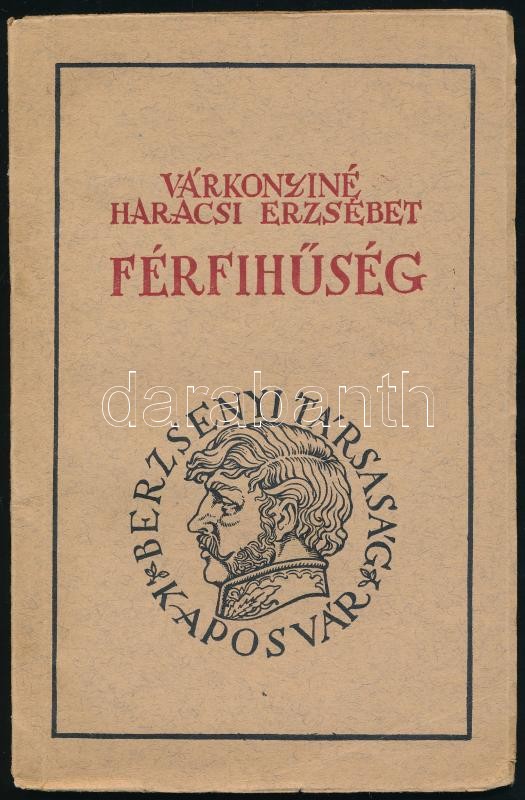 VÁRKONYINÉ
HARACSI ERZSÉBET
FÉRFIHŰSÉG
darabanth
BERZSENYI TÁRSASÁG
KAPOSVÁR